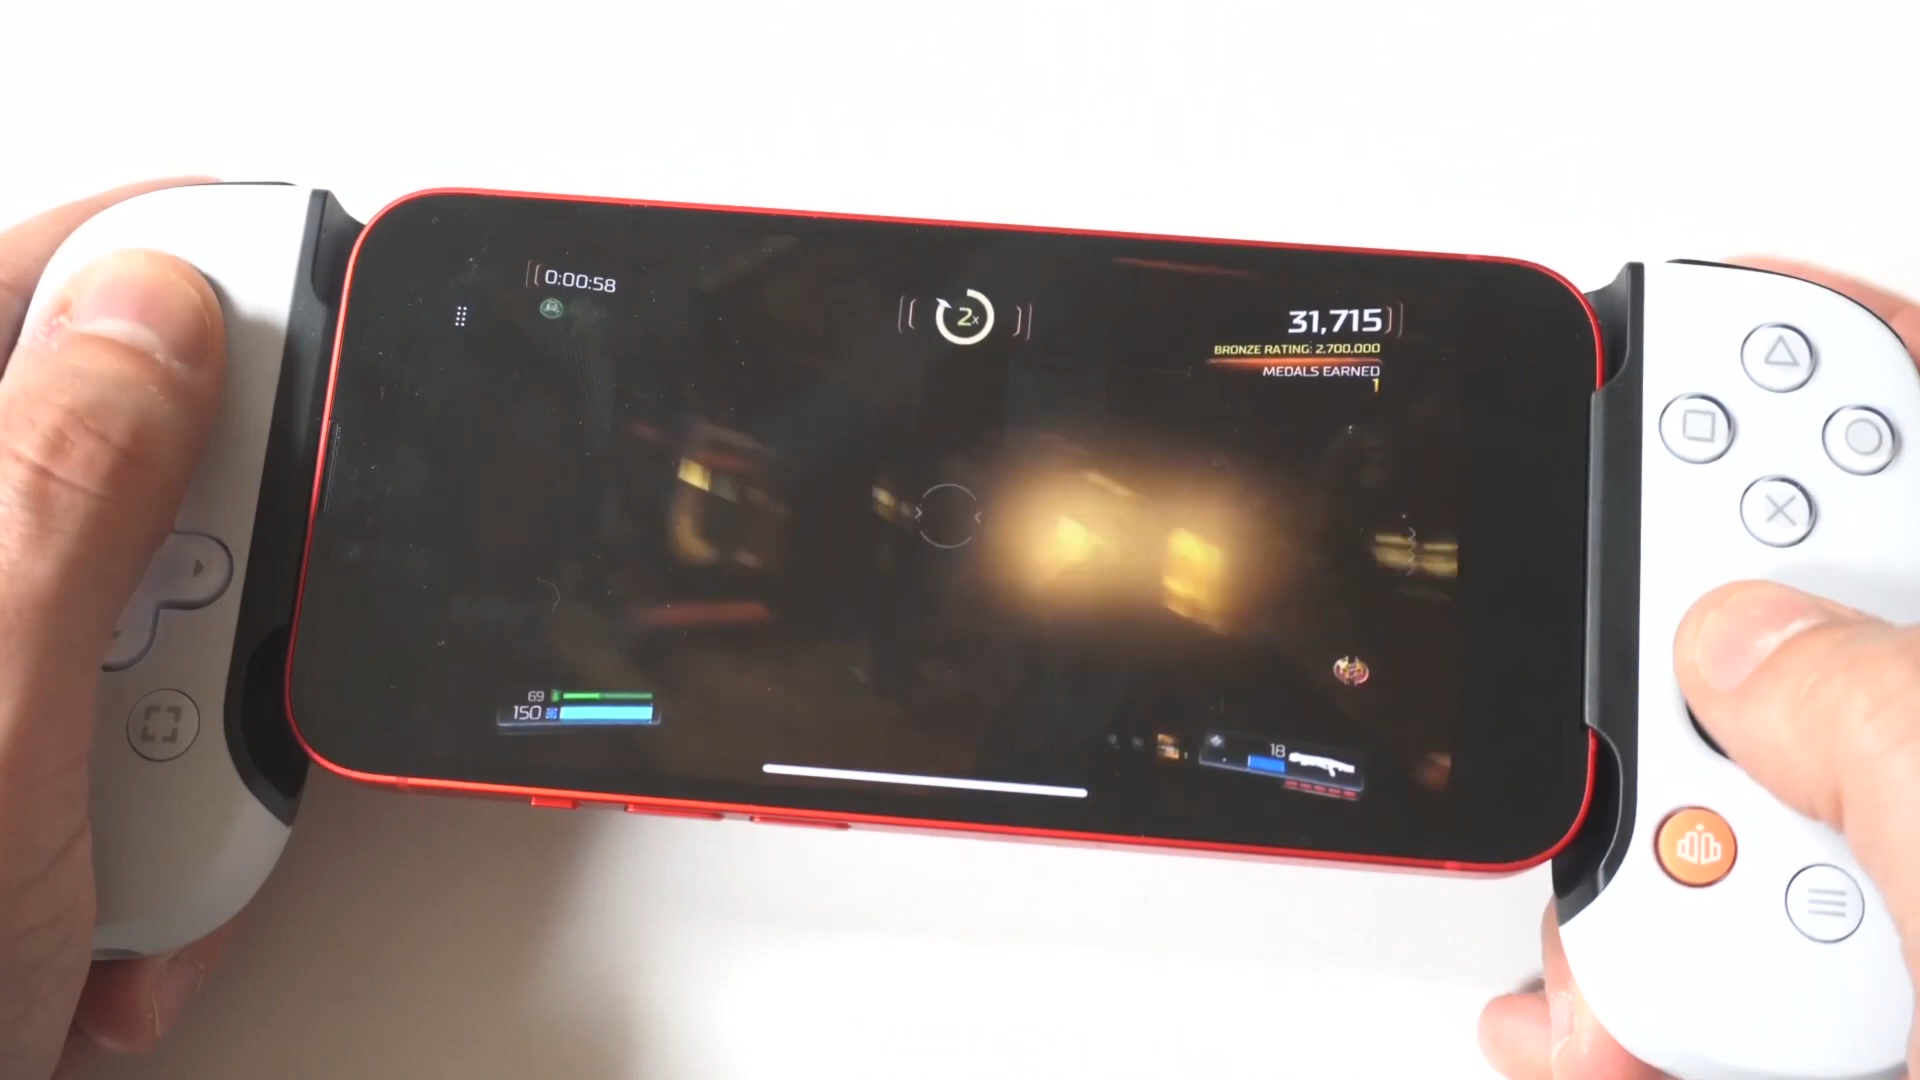 0:00:58
2x
31,715
BRONZE RATING: 2,700,000
MEDALS EARNED
1
69
150
18